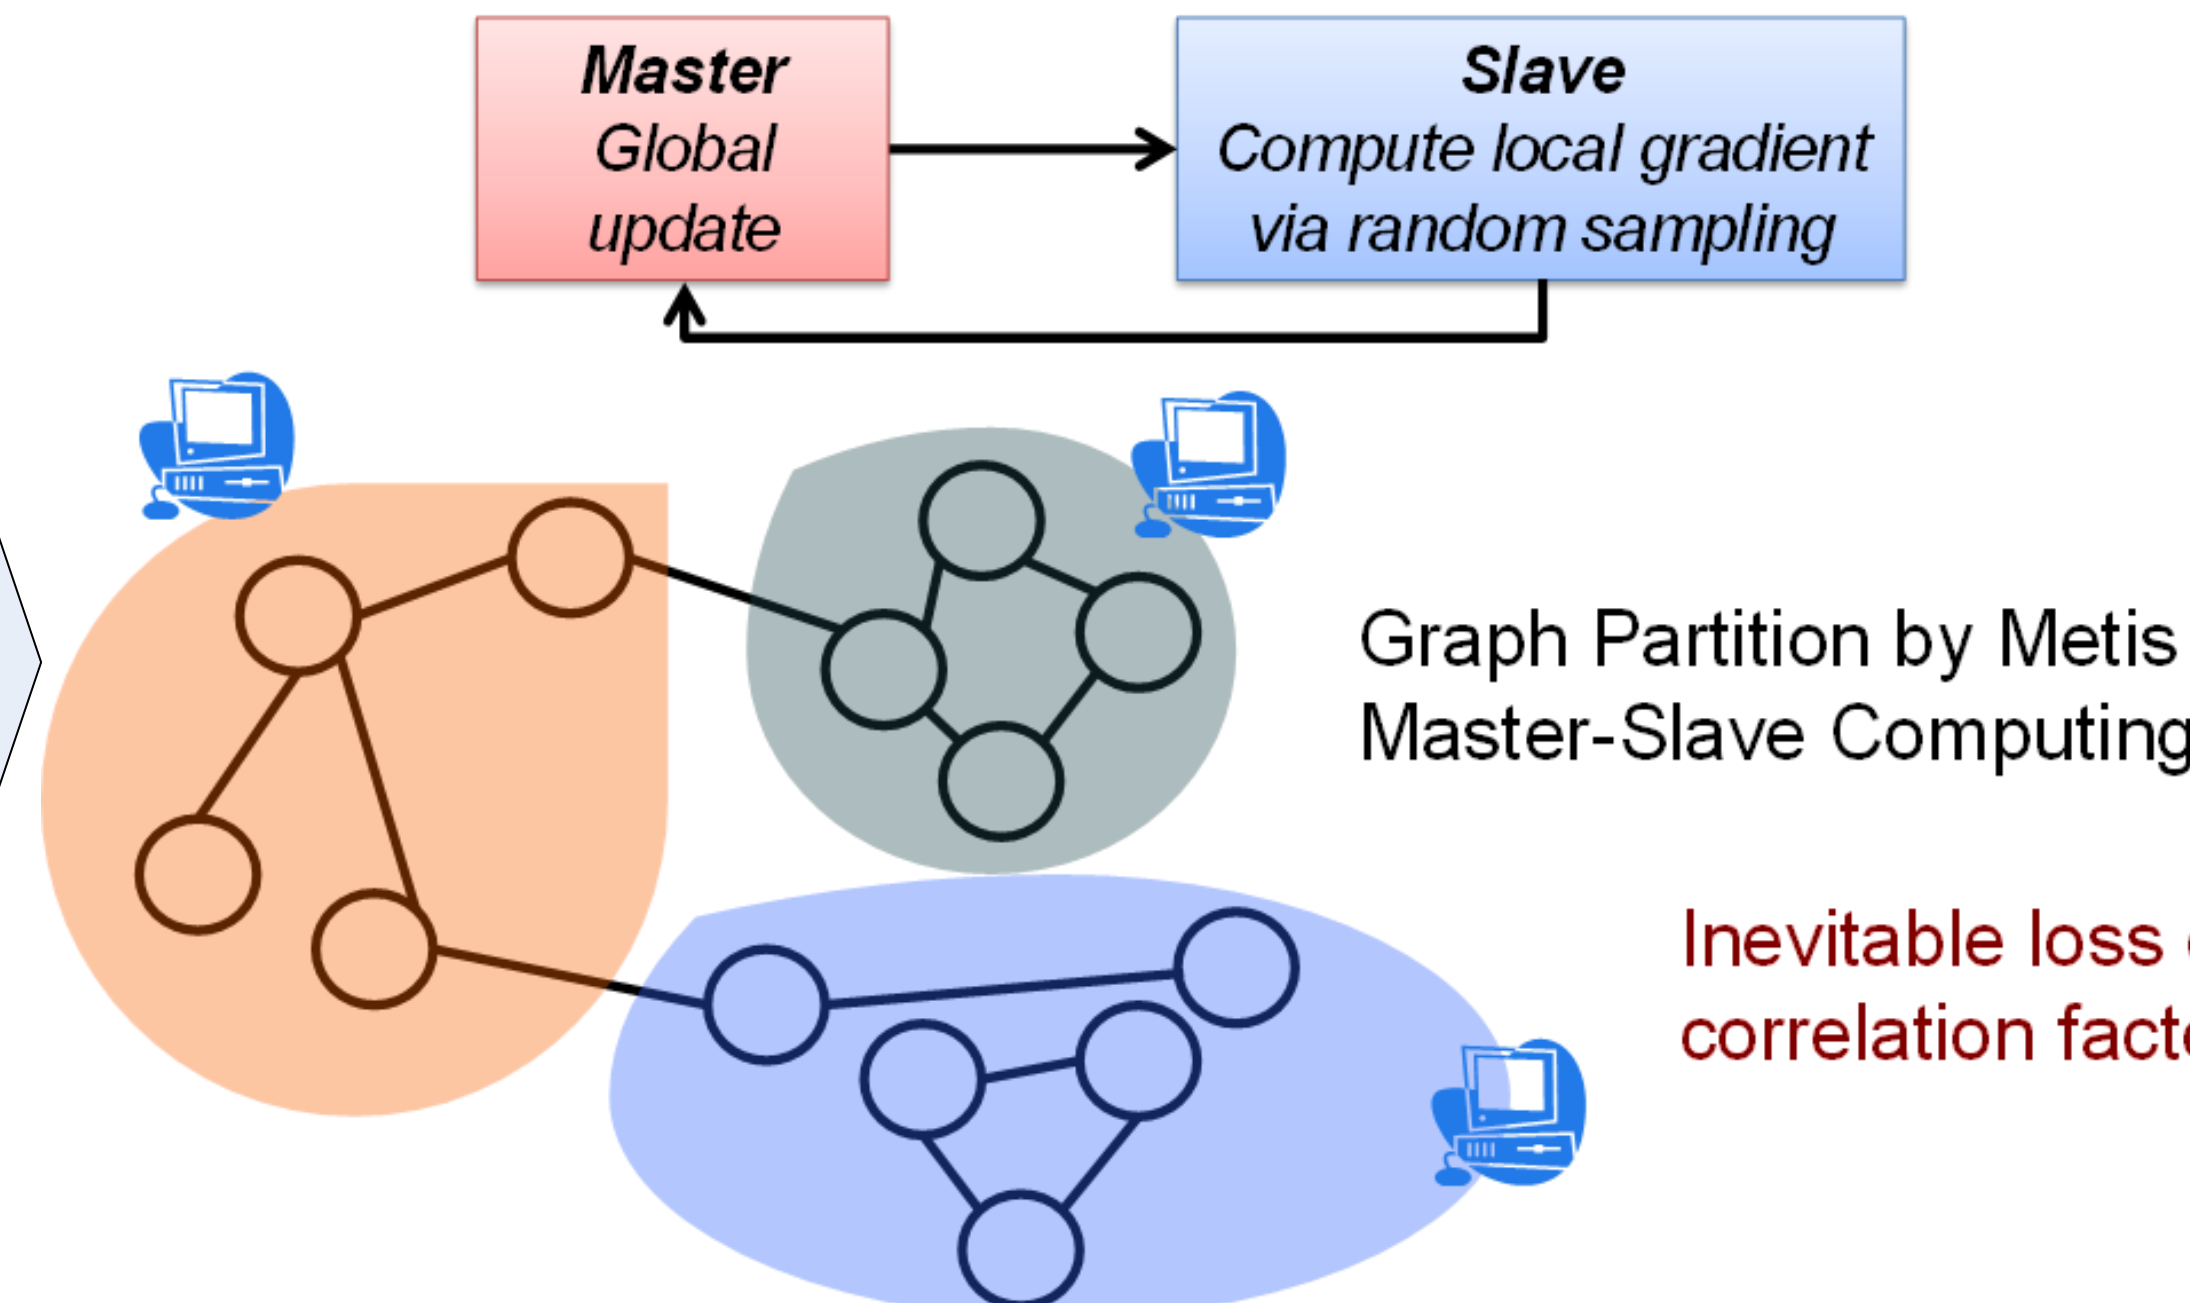 Master
Global
update
Slave
Compute local gradient
via random sampling
Graph Partition by Metis
Master-Slave Computing
Inevitable loss
correlation